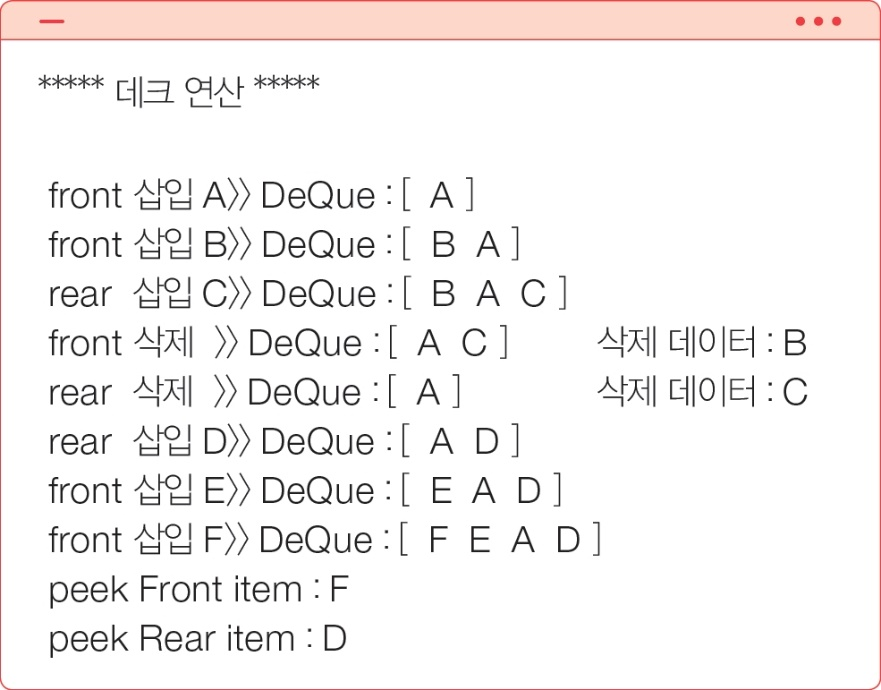 ***** 데크 연산 *****
front 삽입 A》 DeQue : [ A ]
front 삽입 B》 DeQue : [ B A ]
rear 삽입 C》 DeQue : [ B A C ]
front 삭제 》 DeQue : [ A C ] 삭제 데이터 : B
rear 삭제 》 DeQue : [ A ] 삭제 데이터 : C
rear 삽입 D》 DeQue : [ A D ]
front 삽입 E》 DeQue : [ E A D ]
front 삽입 F》 DeQue : [ F E A D ]
peek Front item : F
peek Rear item : D